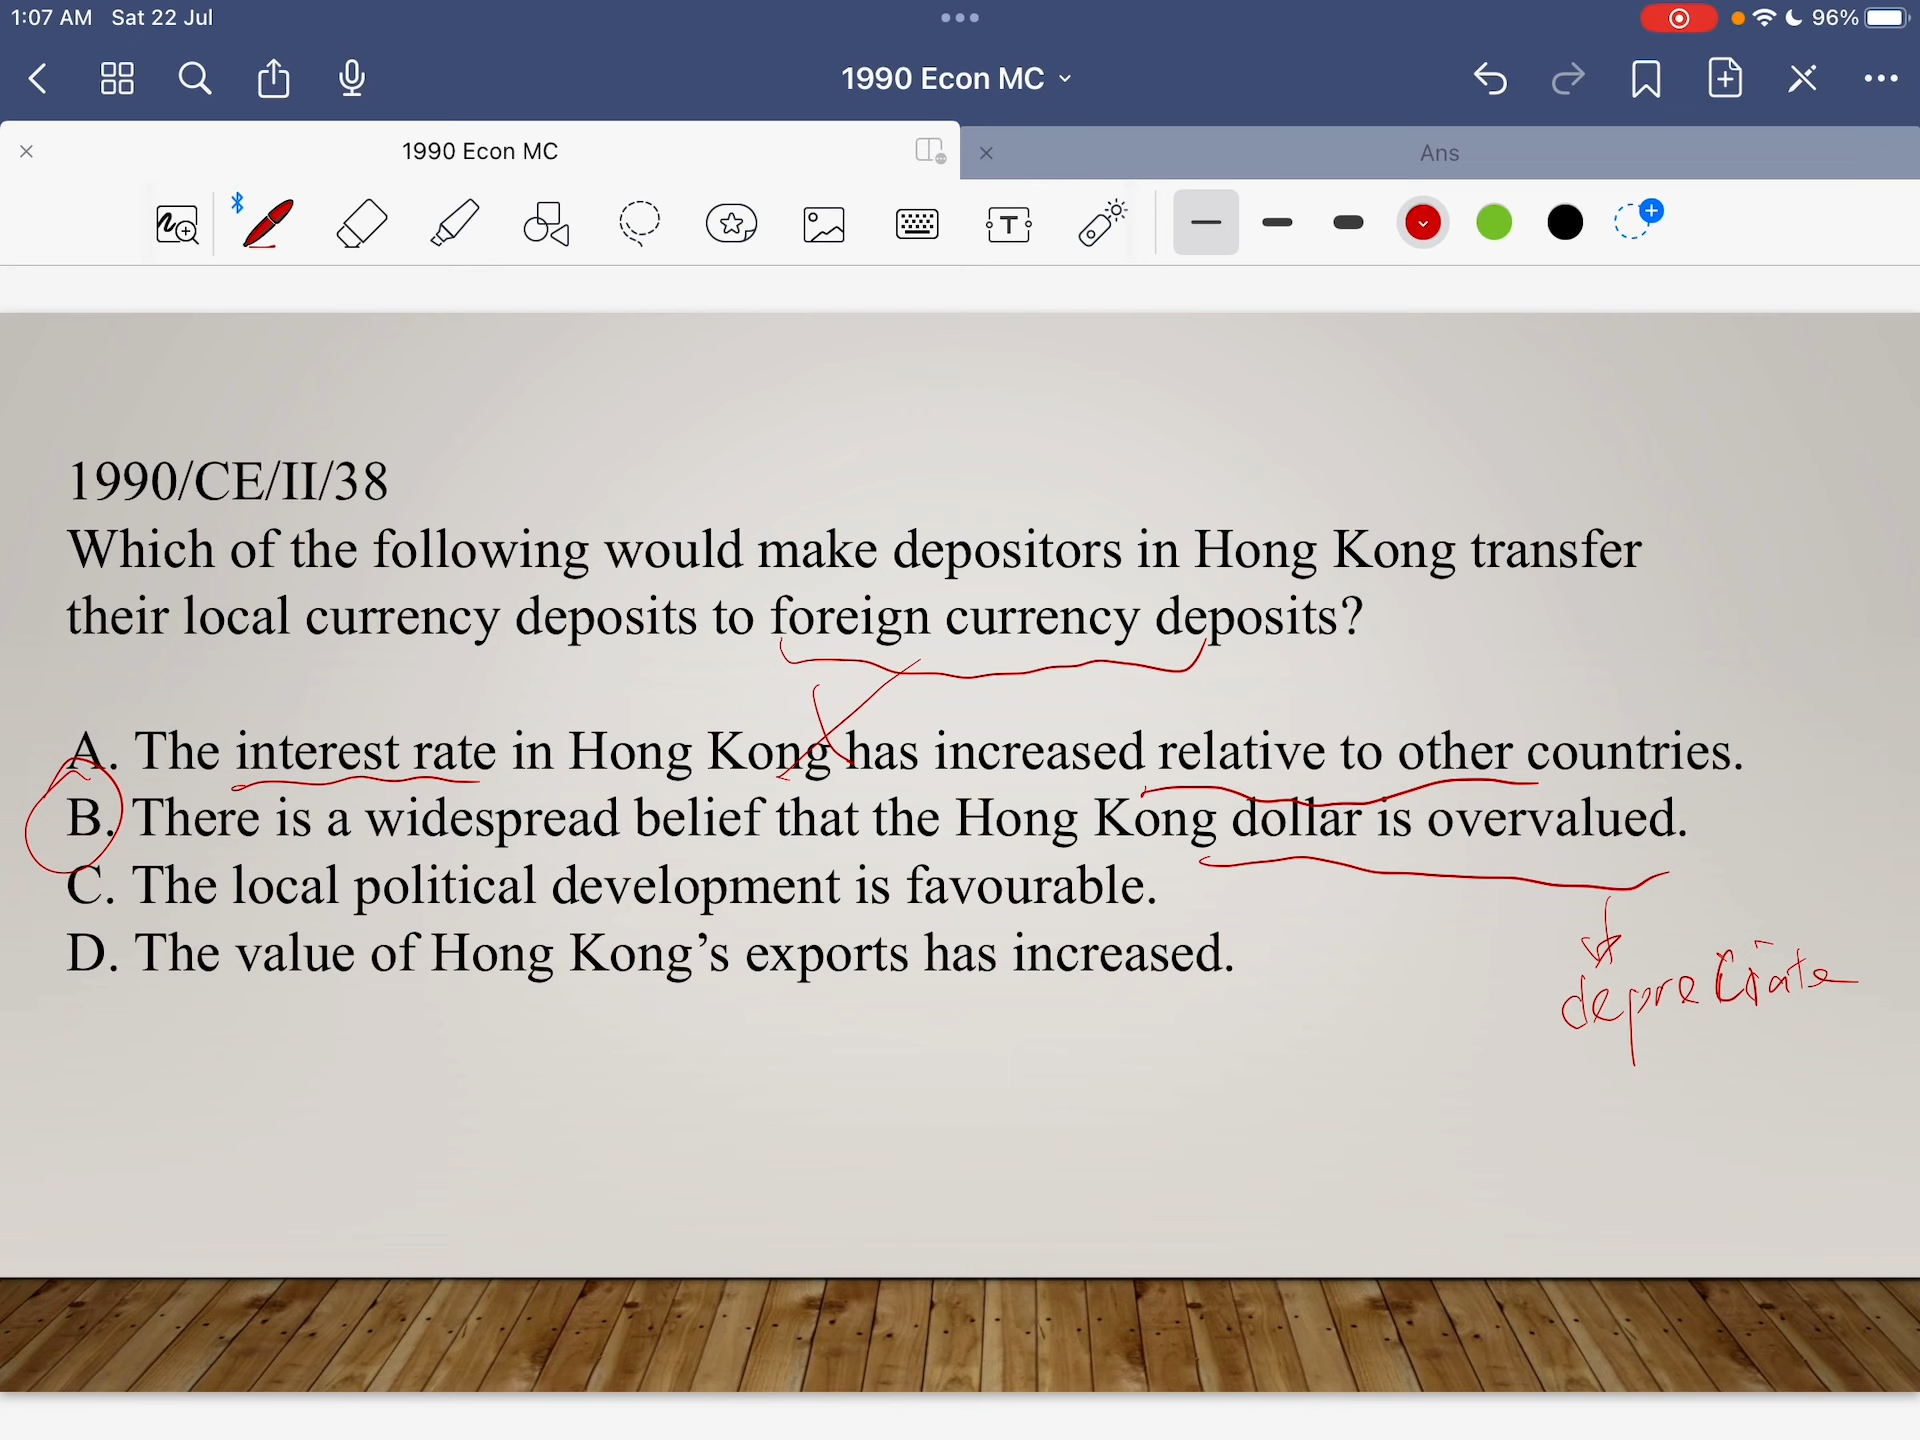 1:07 AM Sat 22 Jul
96%
1990 Econ MC
1990 Econ MC
Ans
T
1990/CE/II/38
Which of the following would make depositors in Hong Kong transfer
their local currency deposits to foreign currency deposits?
A. The interest rate in Hong Kong has increased relative to other countries.
B. There is a widespread belief that the Hong Kong dollar is overvalued.
C. The local political development is favourable.
D. The value of Hong Kong’s exports has increased.
depreciate